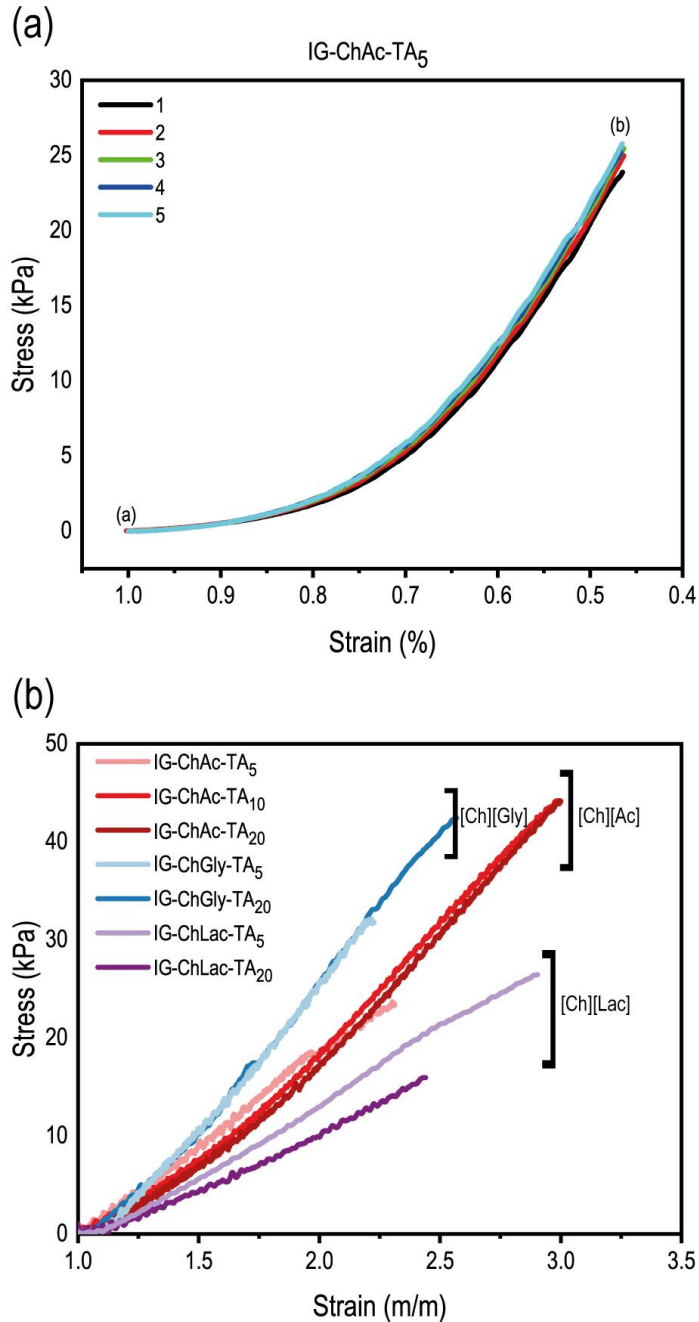 (a)
IG-ChAc-TA5
30
25
20
15
10
5
0
Stress (kPa)
1
2
3
4
5
(a)
(b)
1.0 0.9 0.8 0.7 0.6 0.5 0.4
Strain (%)
(b)
50
40
30
20
10
0
Stress (kPa)
IG-ChAc-TA5
IG-ChAc-TA10
IG-ChAc-TA20
IG-ChGly-TA5
IG-ChGly-TA20
IG-ChLac-TA5
IG-ChLac-TA20
[Ch][Gly]
[Ch][Ac]
[Ch][Lac]
1.0 1.5 2.0 2.5 3.0 3.5
Strain (m/m)